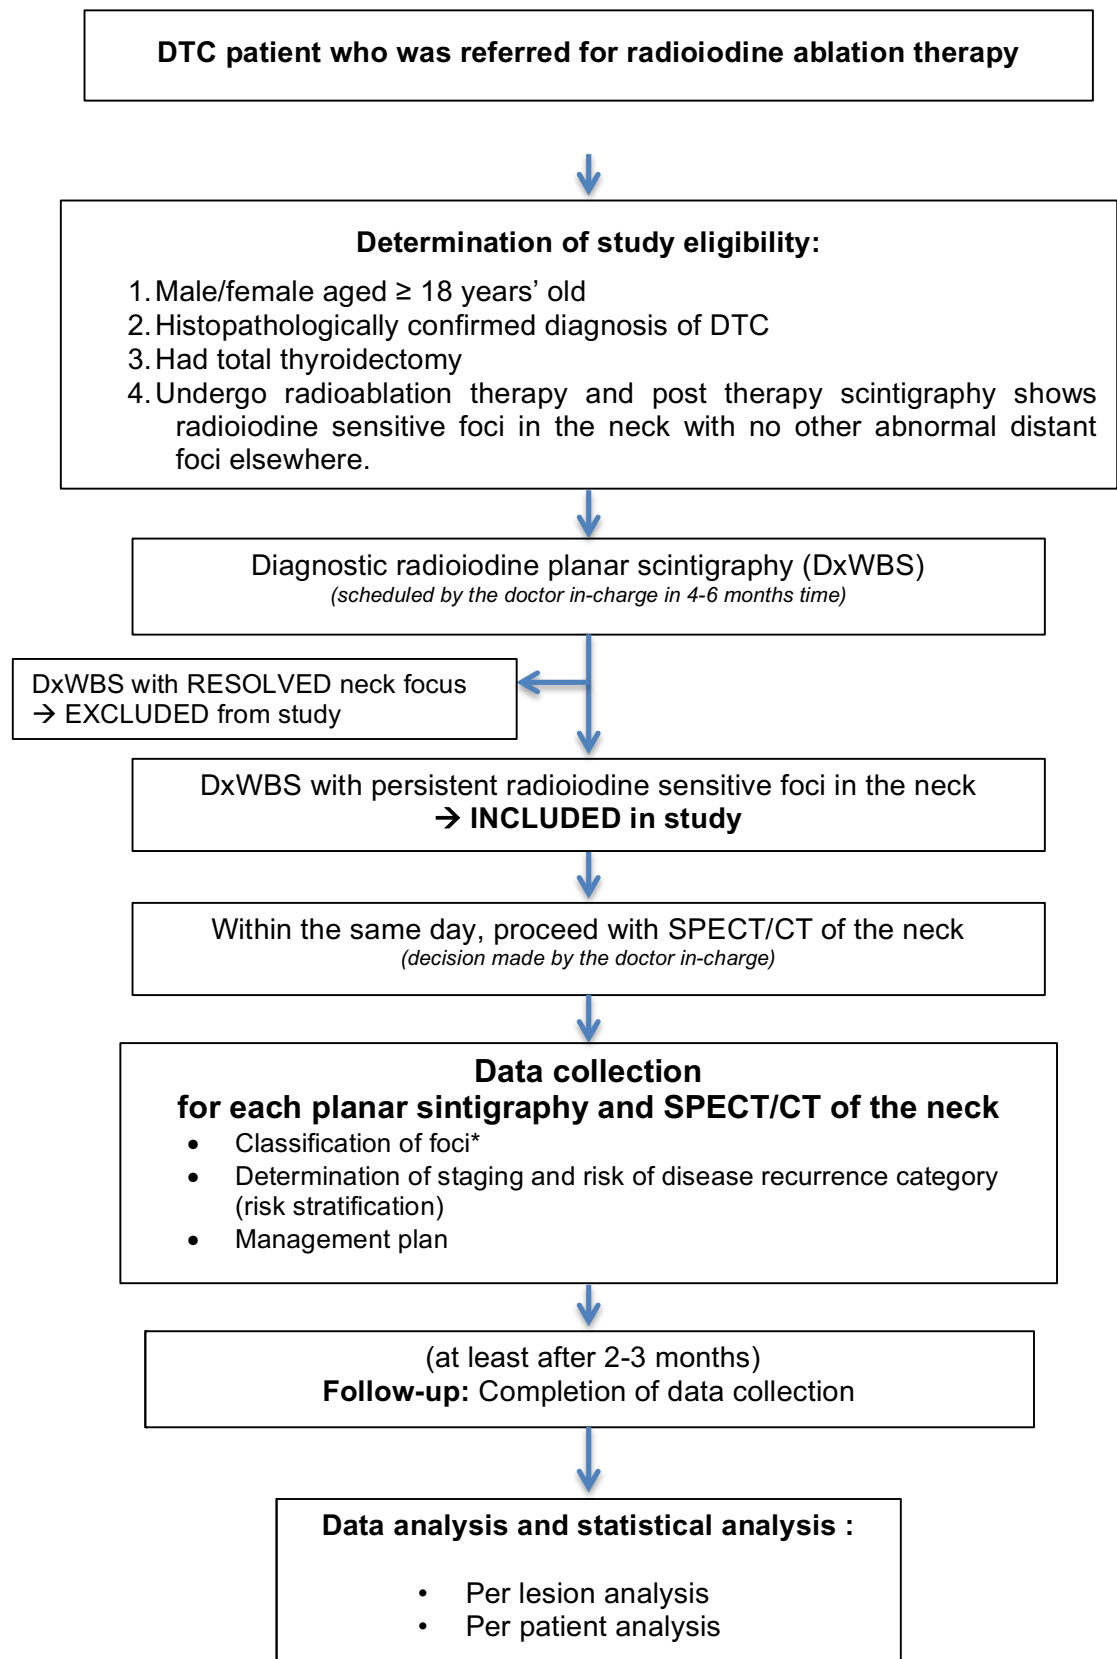 DTC patient who was referred for radioiodine ablation therapy
Determination of study eligibility:
1. Male/female aged ≥ 18 years’ old
2. Histopathologically confirmed diagnosis of DTC
3. Had total thyroidectomy
4. Undergo radioablation therapy and post therapy scintigraphy shows
radioiodine sensitive foci in the neck with no other abnormal distant
foci elsewhere.
Diagnostic radioiodine planar scintigraphy (DxWBS)
(scheduled by the doctor in-charge in 4-6 months time)
DxWBS with RESOLVED neck focus
→ EXCLUDED from study
DxWBS with persistent radioiodine sensitive foci in the neck
→ INCLUDED in study
Within the same day, proceed with SPECT/CT of the neck
(decision made by the doctor in-charge)
Data collection
for each planar sintigraphy and SPECT/CT of the neck
• Classification of foci*
• Determination of staging and risk of disease recurrence category
(risk stratification)
• Management plan
(at least after 2-3 months)
Follow-up: Completion of data collection
Data analysis and statistical analysis :
• Per lesion analysis
• Per patient analysis